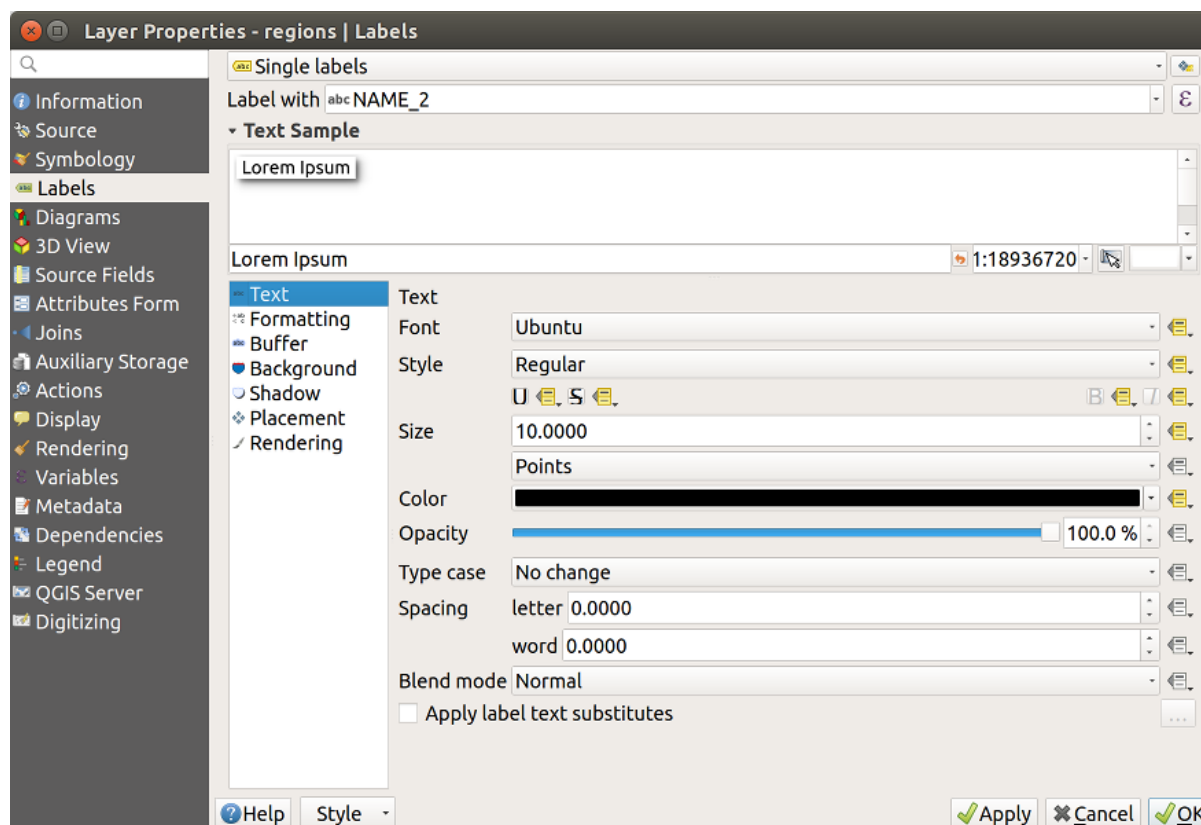 Layer Properties - regions | Labels
Information
Source
Symbology
Labels
Diagrams
3D View
Source Fields
Attributes Form
Joins
Auxiliary Storage
Actions
Display
Rendering
Variables
Metadata
Dependencies
Legend
QGIS Server
Digitizing
abc Single labels
Label with abc NAME_2
ε
Text Sample
Lorem Ipsum
Lorem Ipsum
1:18936720
Text
Formatting
Buffer
Background
Shadow
Placement
Rendering
Text
Font Ubuntu
Style Regular
U S B I
Size 10.0000
Points
Color
Opacity 100.0 %
Type case No change
Spacing letter 0.0000
word 0.0000
Blend mode Normal
Apply label text substitutes
...
Help Style Apply Cancel OK